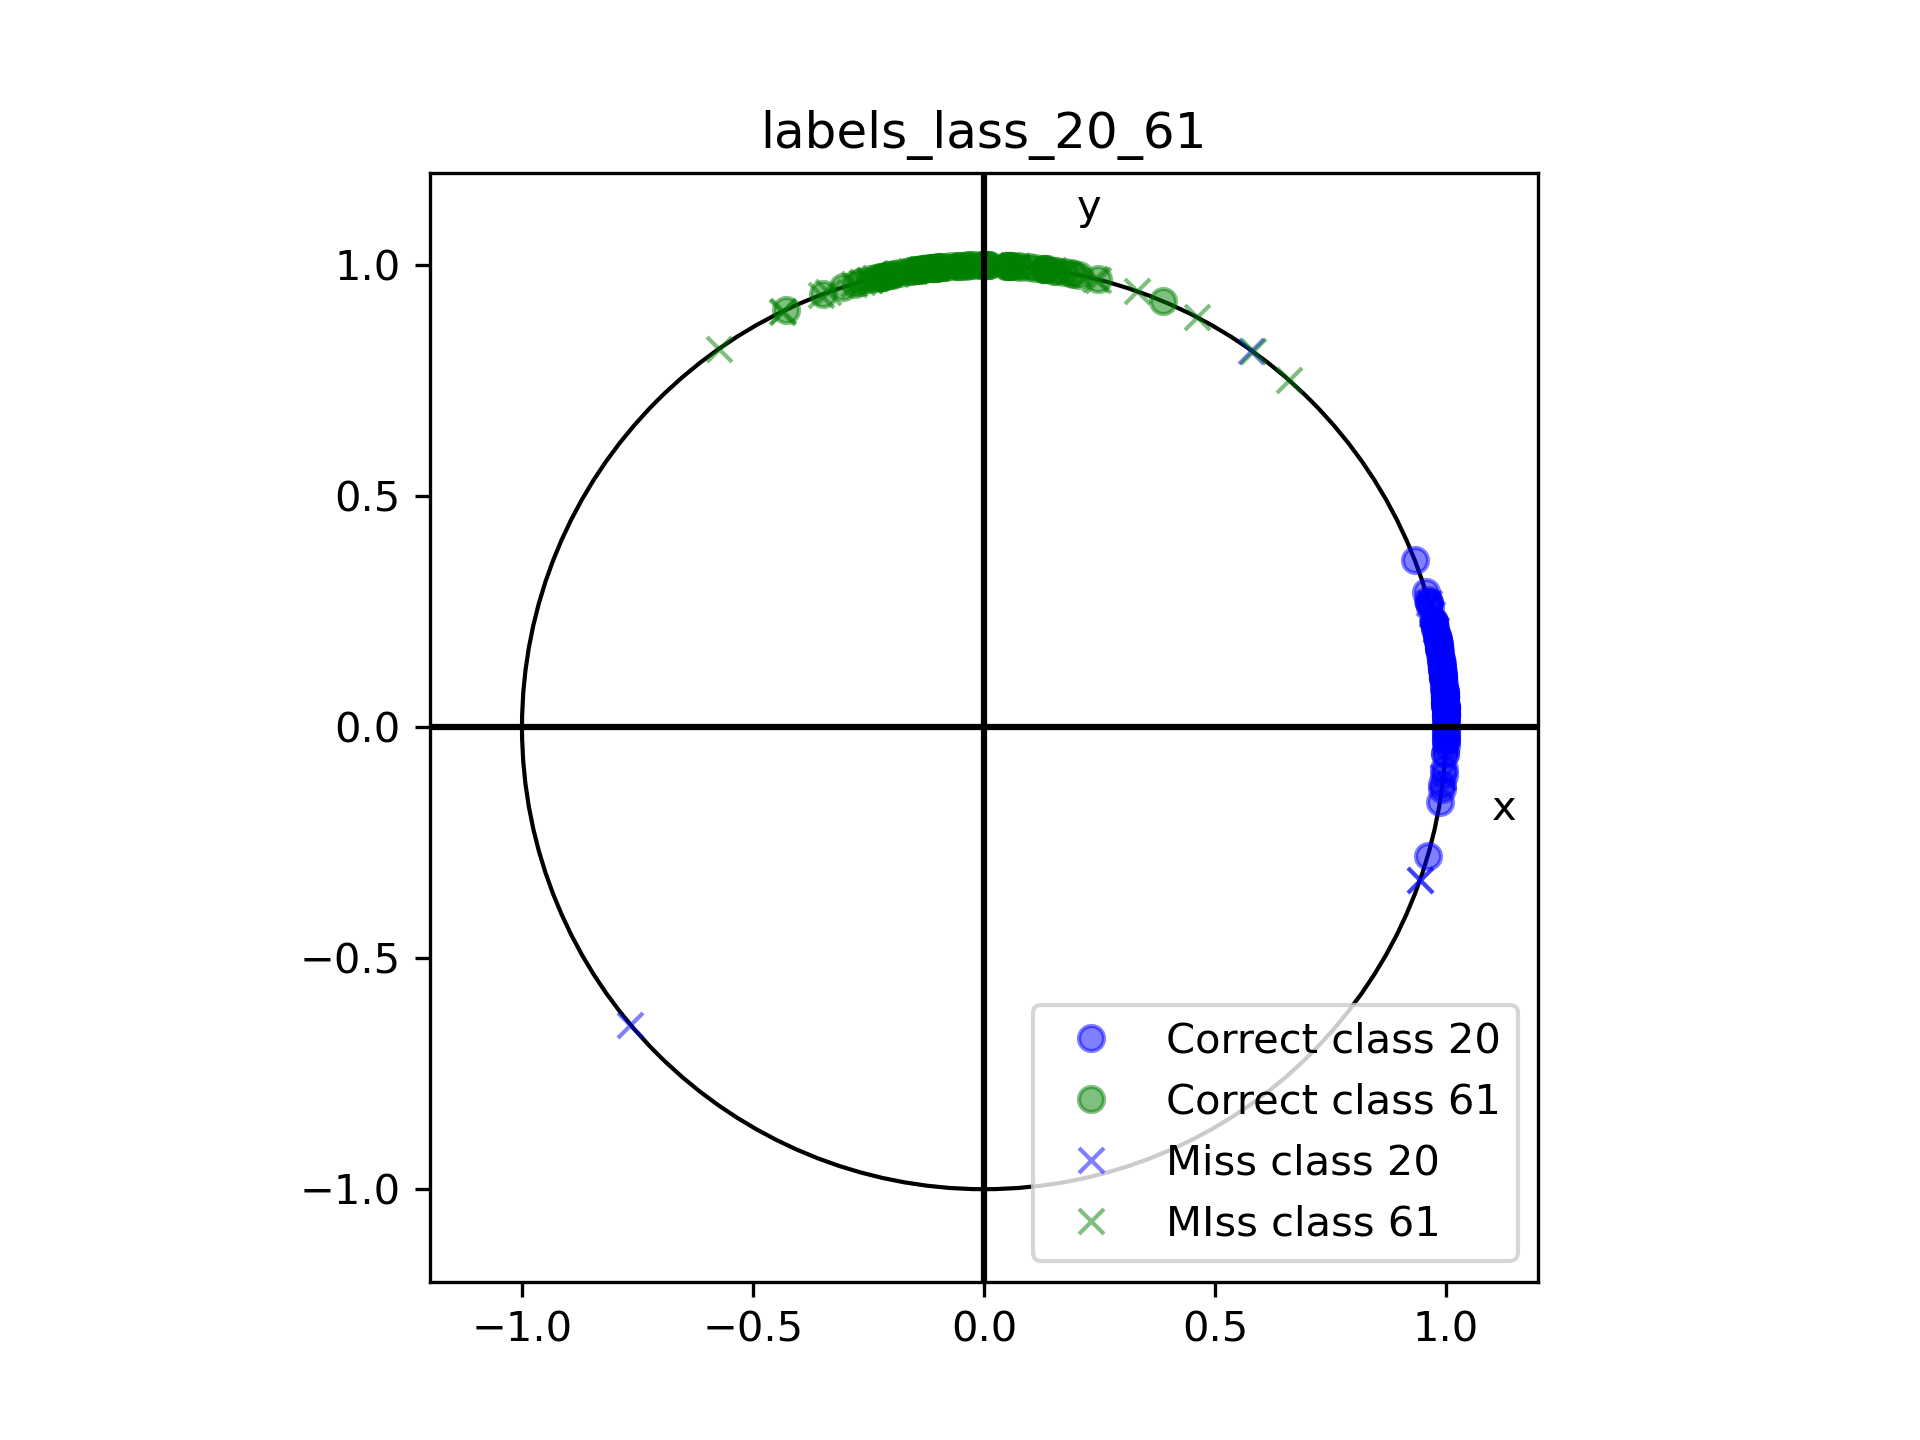 labels_lass_20_61
y
1.0
0.5
0.0
x
−0.5
−1.0
Correct class 20
Correct class 61
Miss class 20
MIss class 61
−1.0 −0.5 0.0 0.5 1.0